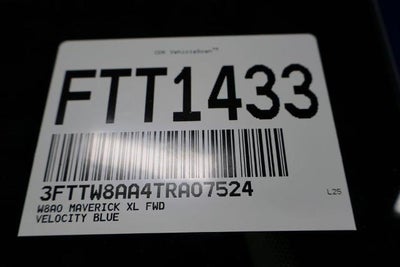 CDK VehicleScan™
FTT1433
3FTTW8AA4TRA07524
W8A0 MAVERICK XL FWD
VELOCITY BLUE
L25